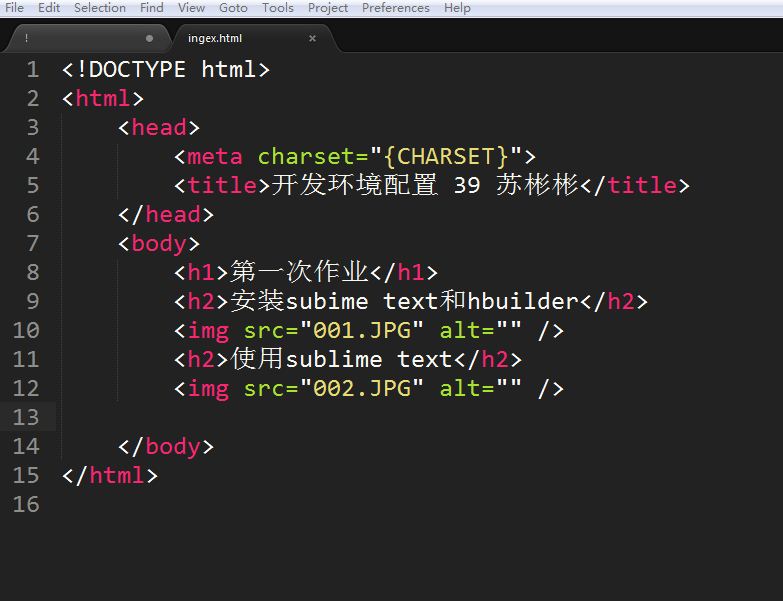 File Edit Selection Find View Goto Tools Project Preferences Help
! ingex.html
1 <!DOCTYPE html>
2 <html>
3 <head>
4 <meta charset="{CHARSET}">
5 <title>开发环境配置 39 苏彬彬</title>
6 </head>
7 <body>
8 <h1>第一次作业</h1>
9 <h2>安装subime text和hbuilder</h2>
10 <img src="001.JPG" alt="" />
11 <h2>使用sublime text</h2>
12 <img src="002.JPG" alt="" />
13
14 </body>
15 </html>
16